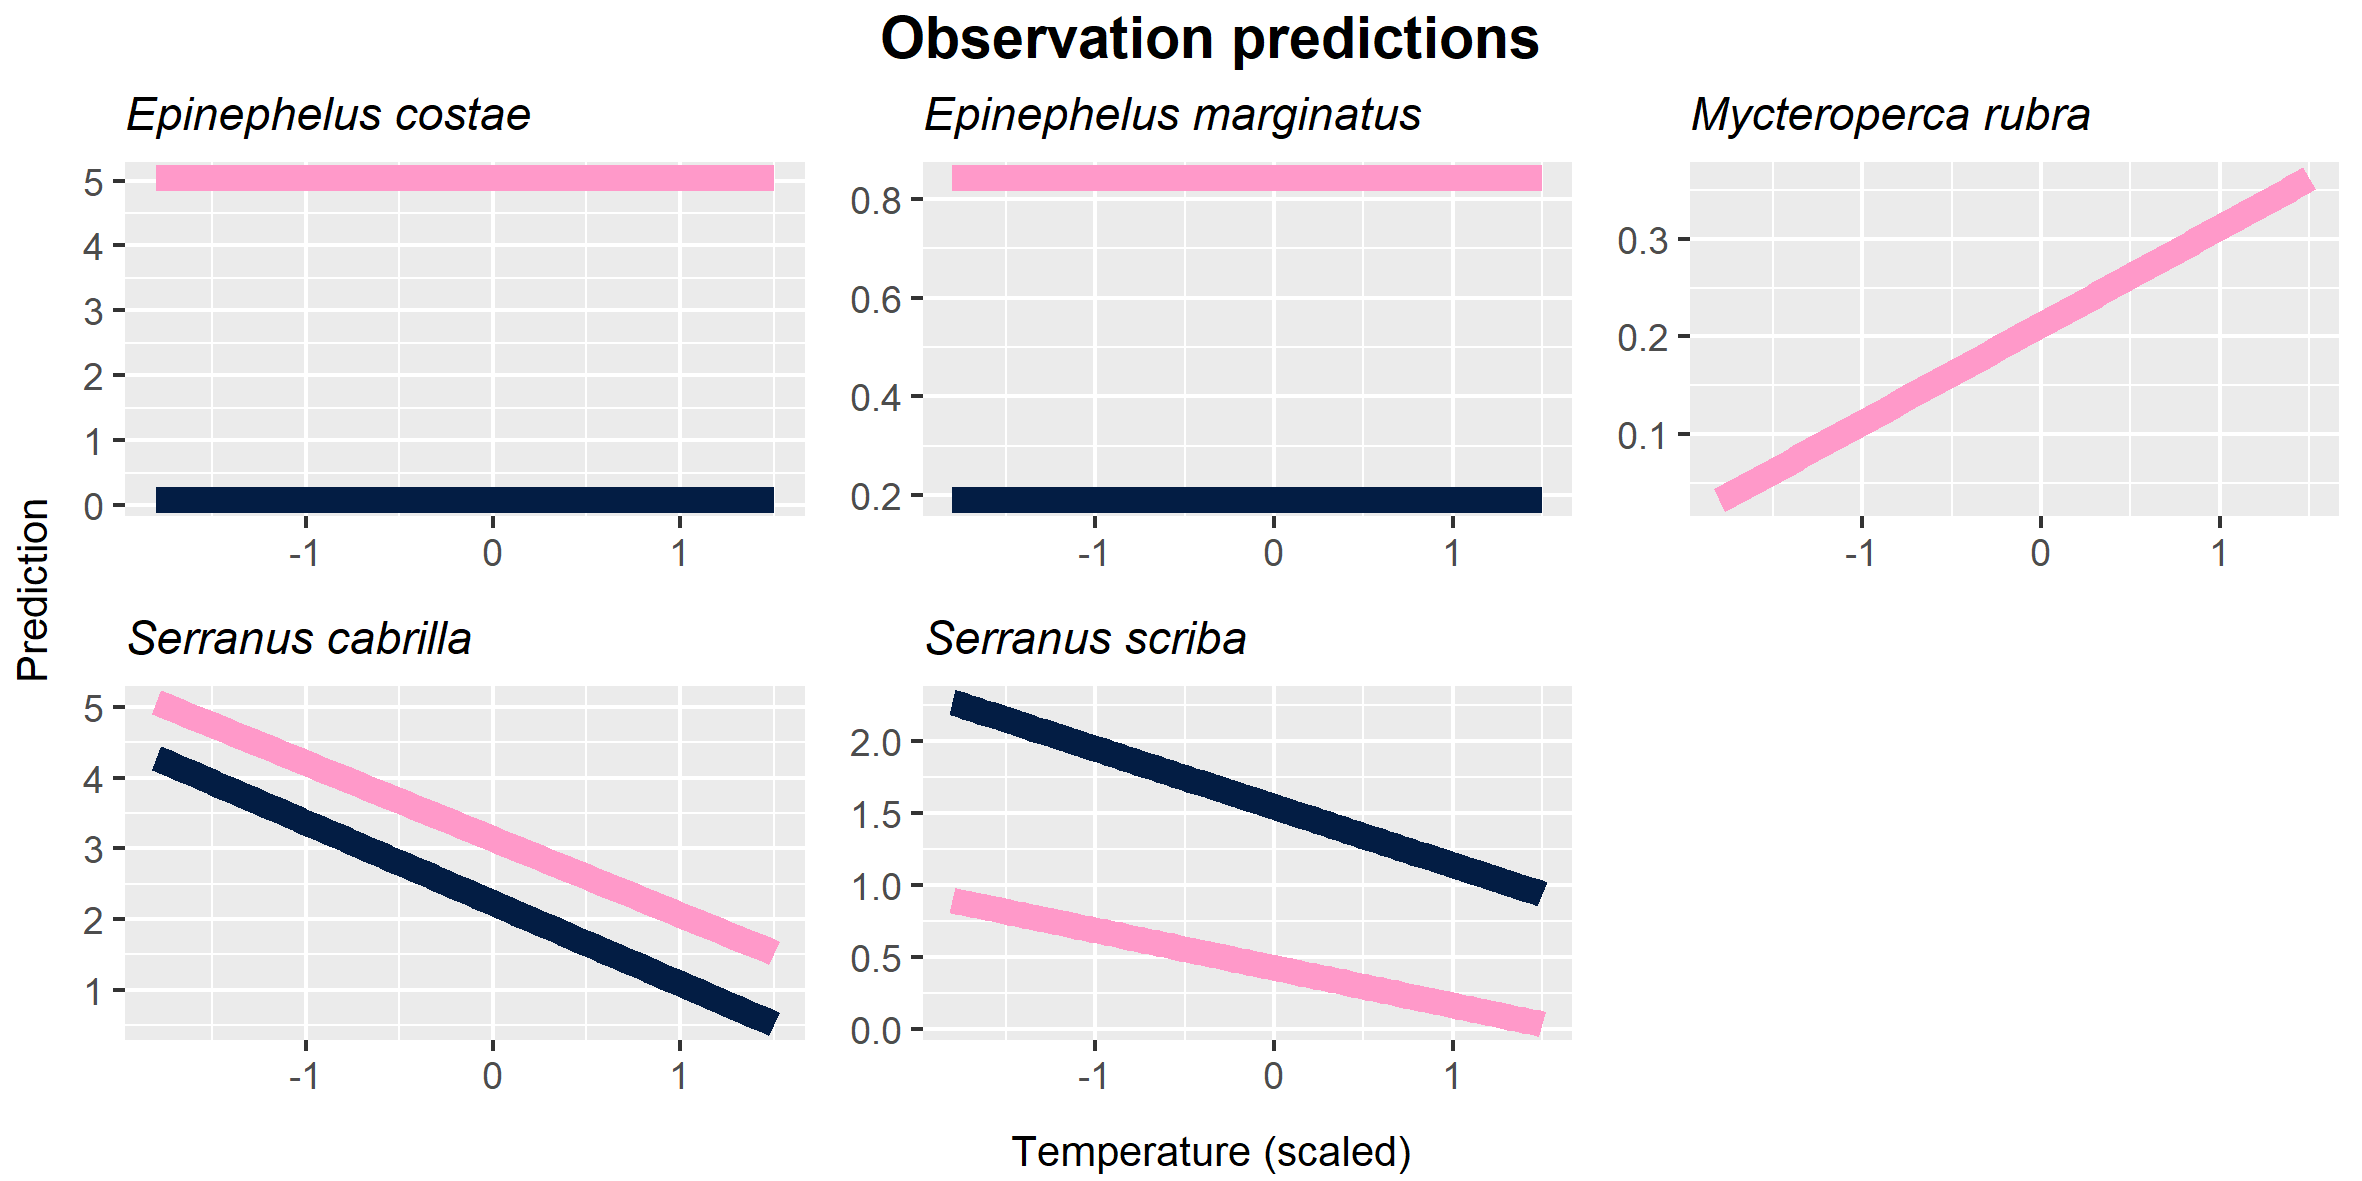 Observation predictions
Epinephelus costae
Epinephelus marginatus
Mycteroperca rubra
5
4
3
2
1
0
-1 0 1
0.8
0.6
0.4
0.2
-1 0 1
0.3
0.2
0.1
-1 0 1
Prediction
Serranus cabrilla
Serranus scriba
5
4
3
2
1
-1 0 1
2.0
1.5
1.0
0.5
0.0
-1 0 1
Temperature (scaled)